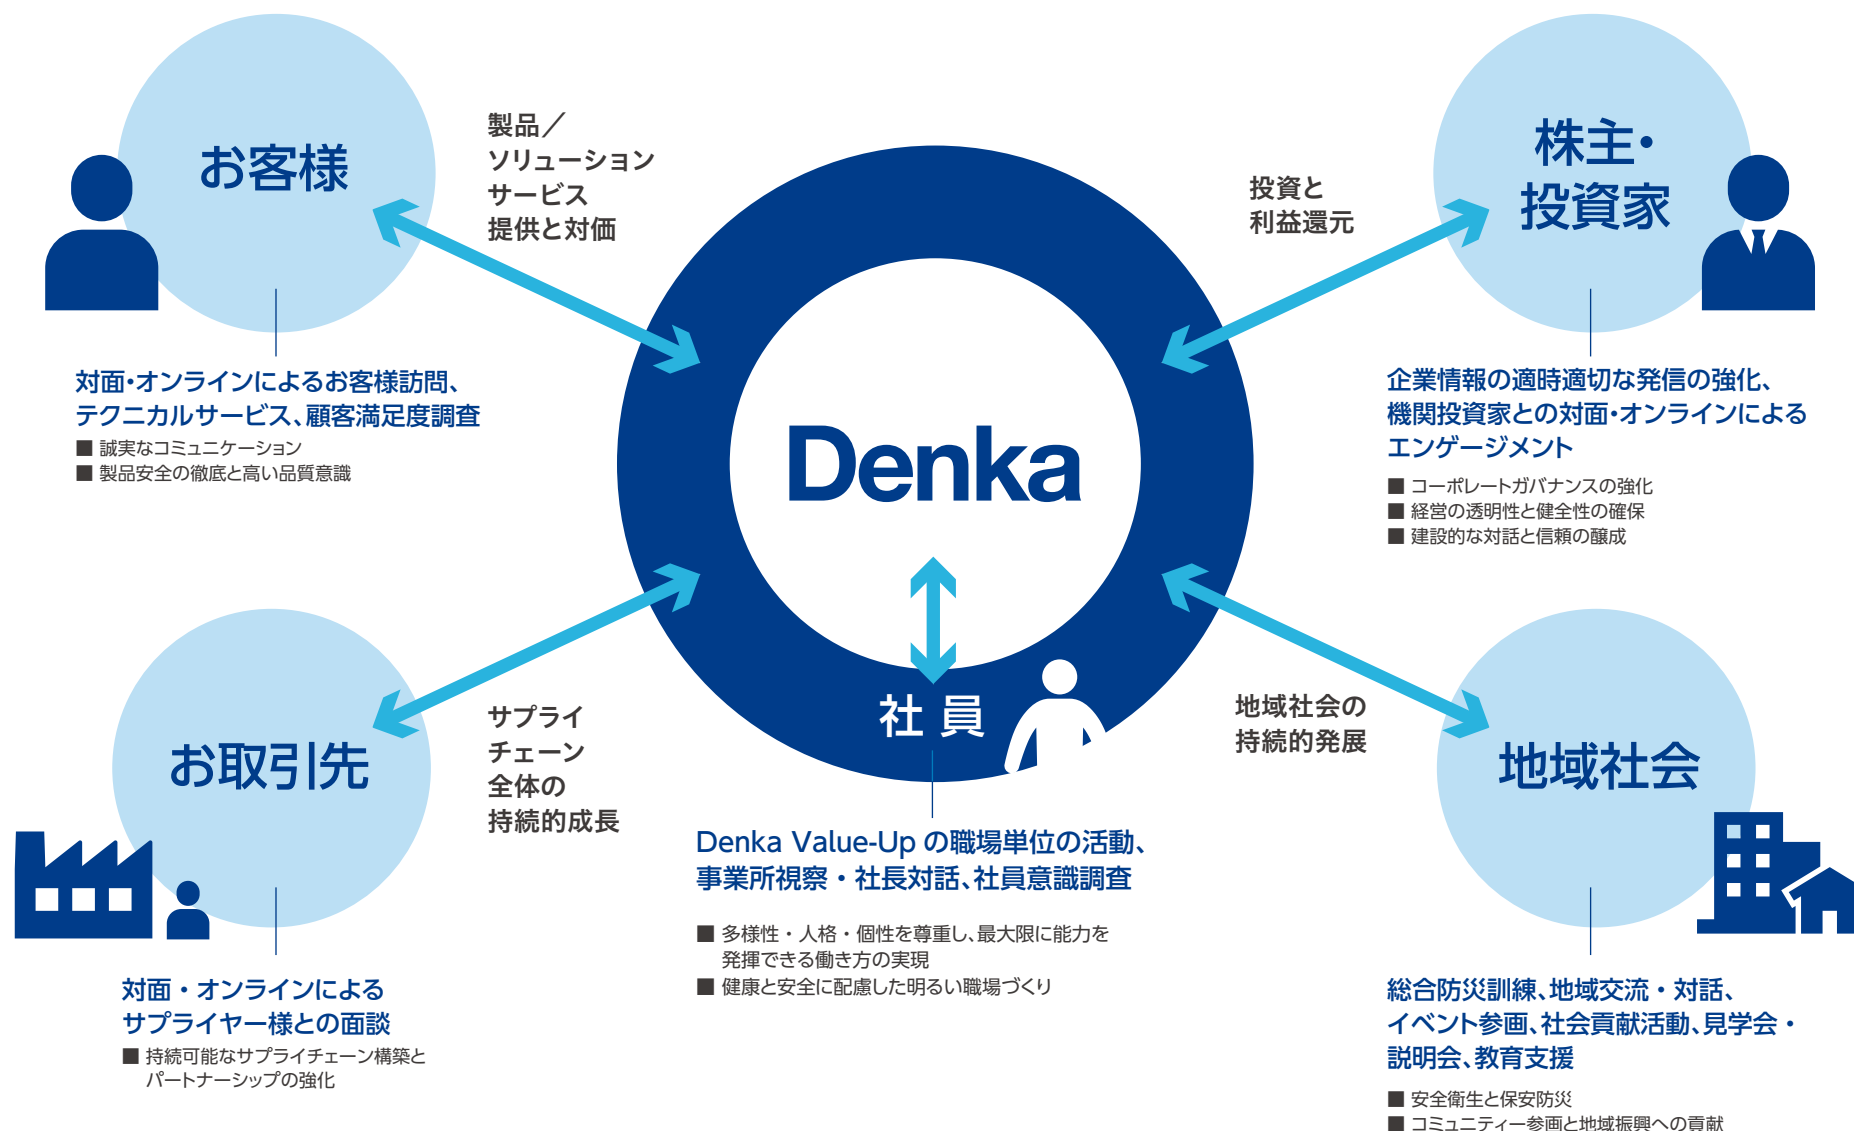 お客様
製品／
ソリューション
サービス
提供と対価
対面・オンラインによるお客様訪問、
テクニカルサービス、顧客満足度調査
■ 誠実なコミュニケーション
■ 製品安全の徹底と高い品質意識
株主・
投資家
投資と
利益還元
企業情報の適時適切な発信の強化、
機関投資家との対面・オンラインによる
エンゲージメント
■ コーポレートガバナンスの強化
■ 経営の透明性と健全性の確保
■ 建設的な対話と信頼の醸成
Denka
社員
Denka Value-Up の職場単位の活動、
事業所視察・社長対話、社員意識調査
■ 多様性・人格・個性を尊重し、最大限に能力を
発揮できる働き方の実現
■ 健康と安全に配慮した明るい職場づくり
お取引先
サプライ
チェーン
全体の
持続的成長
対面・オンラインによる
サプライヤー様との面談
■ 持続可能なサプライチェーン構築と
パートナーシップの強化
地域社会
地域社会の
持続的発展
総合防災訓練、地域交流・対話、
イベント参画、社会貢献活動、見学会・
説明会、教育支援
■ 安全衛生と保安防災
■ コミュニティー参画と地域振興への貢献